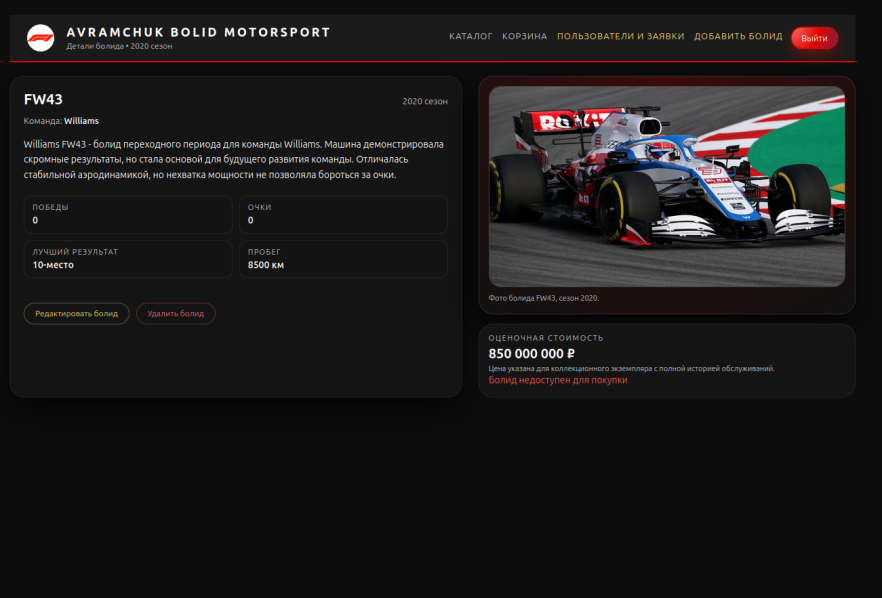 AVRAMCHUK BOLID MOTORSPORT
Детали болида • 2020 сезон
КАТАЛОГ КОРЗИНА ПОЛЬЗОВАТЕЛИ И ЗАЯВКИ ДОБАВИТЬ БОЛИД Выйти
FW43
2020 сезон
Команда: Williams
Williams FW43 - болид переходного периода для команды Williams. Машина демонстрировала
скромные результаты, но стала основой для будущего развития команды. Отличалась
стабильной аэродинамикой, но нехватка мощности не позволяла бороться за очки.
ПОБЕДЫ
0
ОЧКИ
0
ЛУЧШИЙ РЕЗУЛЬТАТ
10-место
ПРОБЕГ
8500 км
Редактировать болид Удалить болид
Фото болида FW43, сезон 2020.
ОЦЕНОЧНАЯ СТОИМОСТЬ
850 000 000 ₽
Цена указана для коллекционного экземпляра с полной историей обслуживаний.
Болид недоступен для покупки